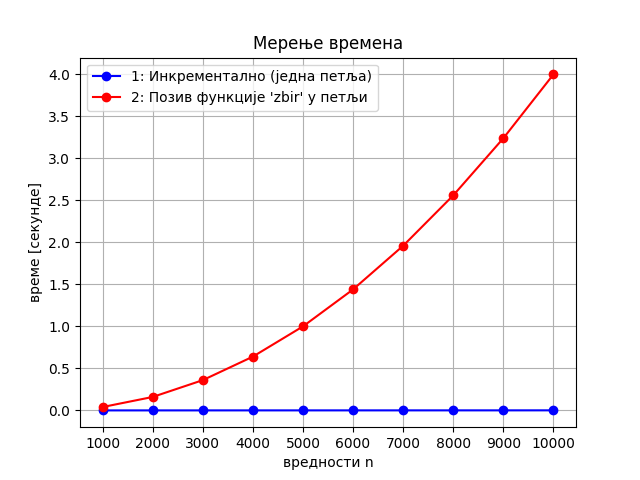 Мерење времена
1: Инкрементално (једна петља)
2: Позив функције 'zbir' у петљи
4.0
3.5
3.0
2.5
2.0
1.5
1.0
0.5
0.0
време [секунде]
1000 2000 3000 4000 5000 6000 7000 8000 9000 10000
вредности n